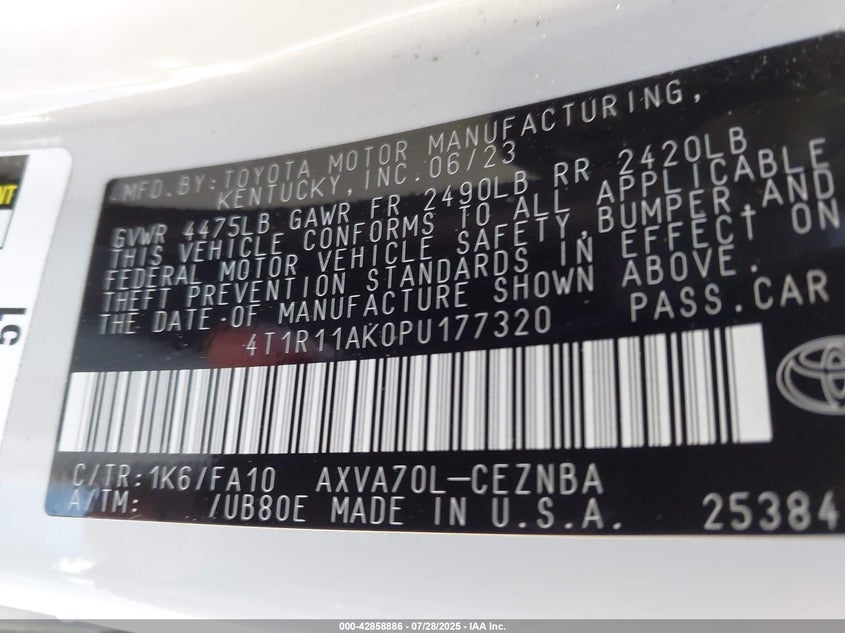 MFD. BY: TOYOTA MOTOR MANUFACTURING,
KENTUCKY, INC. 06/23
GVWR 4475LB GAWR FR 2490LB RR 2420LB
THIS VEHICLE CONFORMS TO ALL APPLICABLE
FEDERAL MOTOR VEHICLE SAFETY, BUMPER, AND
THEFT PREVENTION STANDARDS IN EFFECT ON
THE DATE OF MANUFACTURE SHOWN ABOVE.
4T1R11AK0PU177320 PASS. CAR
C/TR: 1K6/FA10 AXVA70L-CEZNBA
A/TM: /UB80E MADE IN U.S.A. 25384
000-42858886 - 07/28/2025 - IAA Inc.